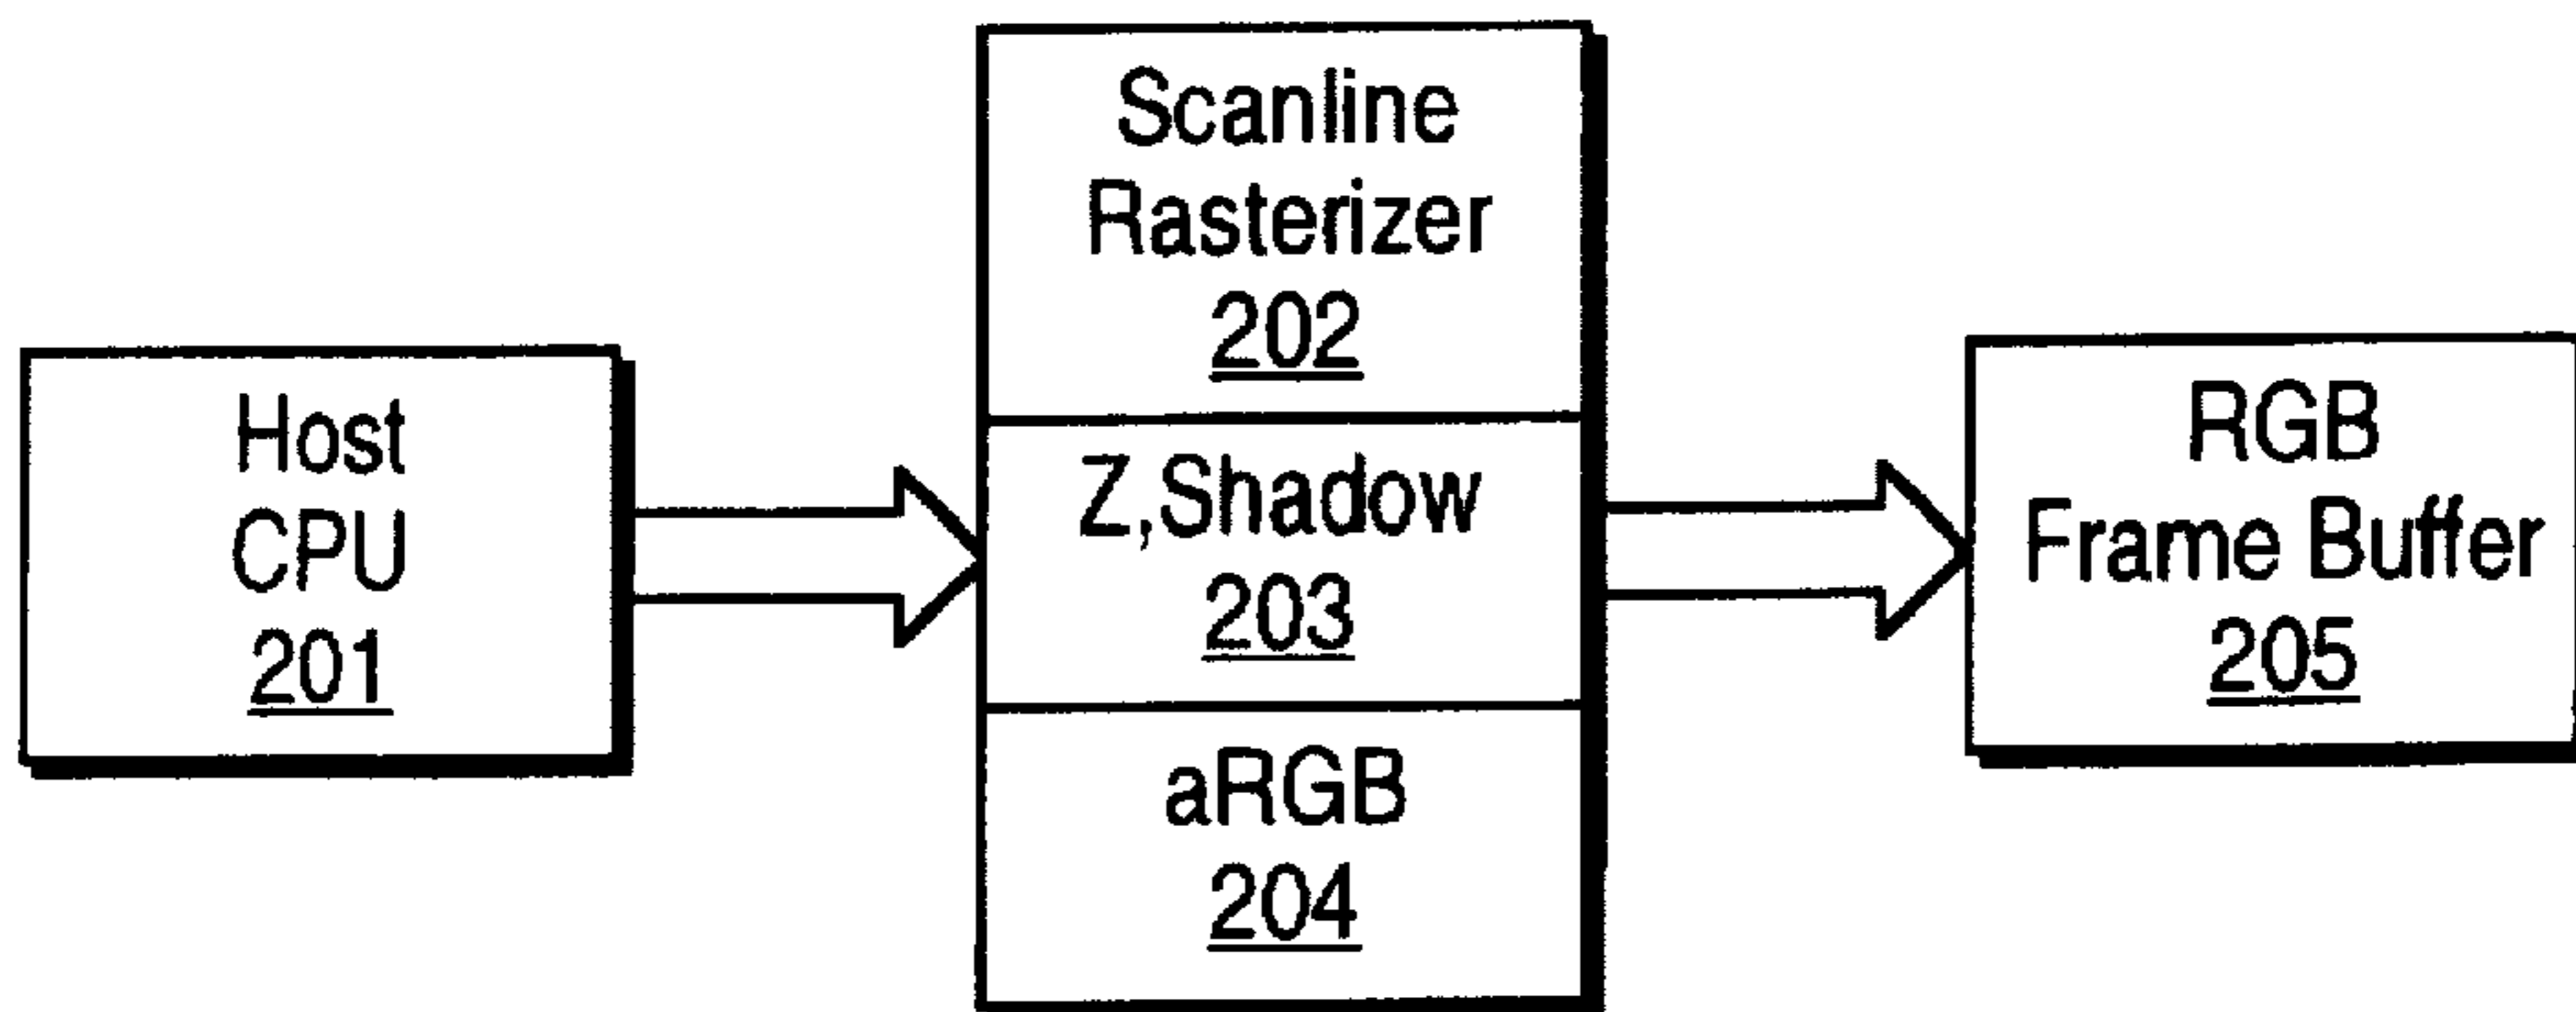 Host
CPU
201
Scanline
Rasterizer
202
Z,Shadow
203
aRGB
204
RGB
Frame Buffer
205